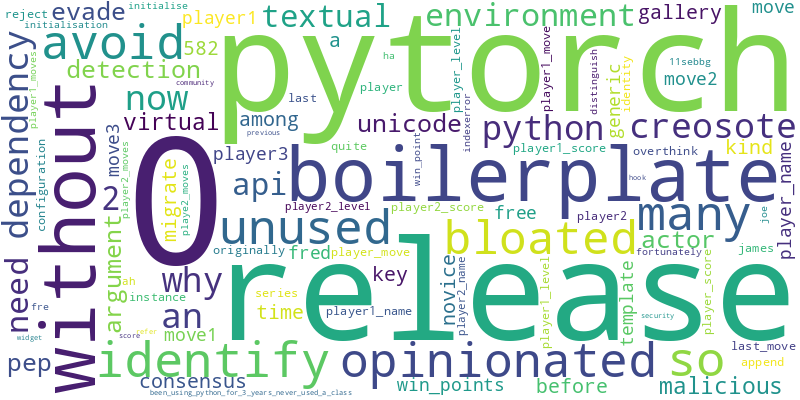 reject
initialise
initialisation
evade
player1
textual
environment
gallery
move
avoid
582
a
pytorch
detection
ha
player
player_level
player1_move
11sebbg
move2
distinguish
identity
generic
community
now
last
among
indexerror
virtual
unicode
python
creosote
dependency
player1_moves
without
previous
0
move3
player3
quite
win_point
player1_score
overthink
kind
configuration
player2_moves
migrate
playe2_moves
api
boilerplate
hook
player_name
2
player2_level
player2_score
free
player2
many
joe
unused
need
argument
originally
fred
player_move
bloated
actor
james
fortunately
why
key
novice
player2_name
release
player1_level
template
player_score
ah
instance
series
time
player1_name
an
move1
refer
score
security
last_move
append
fre
widget
pep
identify
opinionated
so
consensus
been_using_python_for_3_years_never_used_a_class
win_points
before
malicious